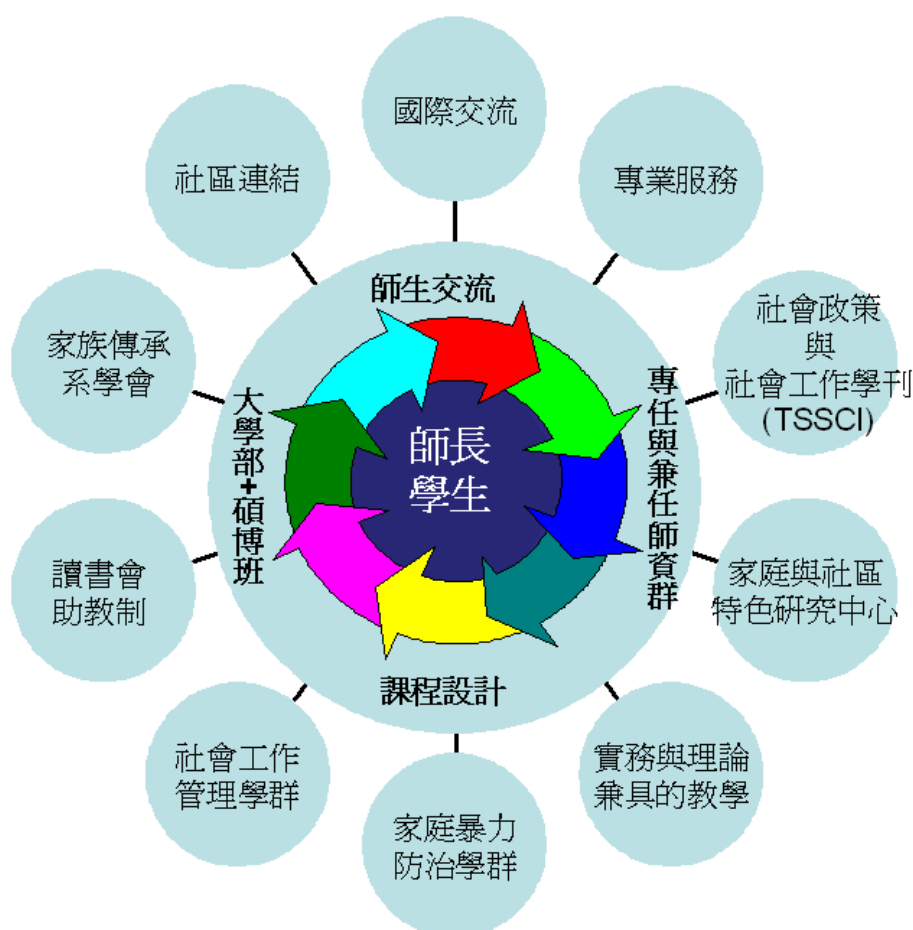 國際交流
社區連結
專業服務
師生交流
家族傳承
系學會
社會政策
與
社會工作學刊
(TSSCI)
大學部+碩博班
師長
學生
專任與兼任師資群
讀書會
助教制
家庭與社區
特色研究中心
課程設計
社會工作
管理學群
實務與理論
兼具的教學
家庭暴力
防治學群